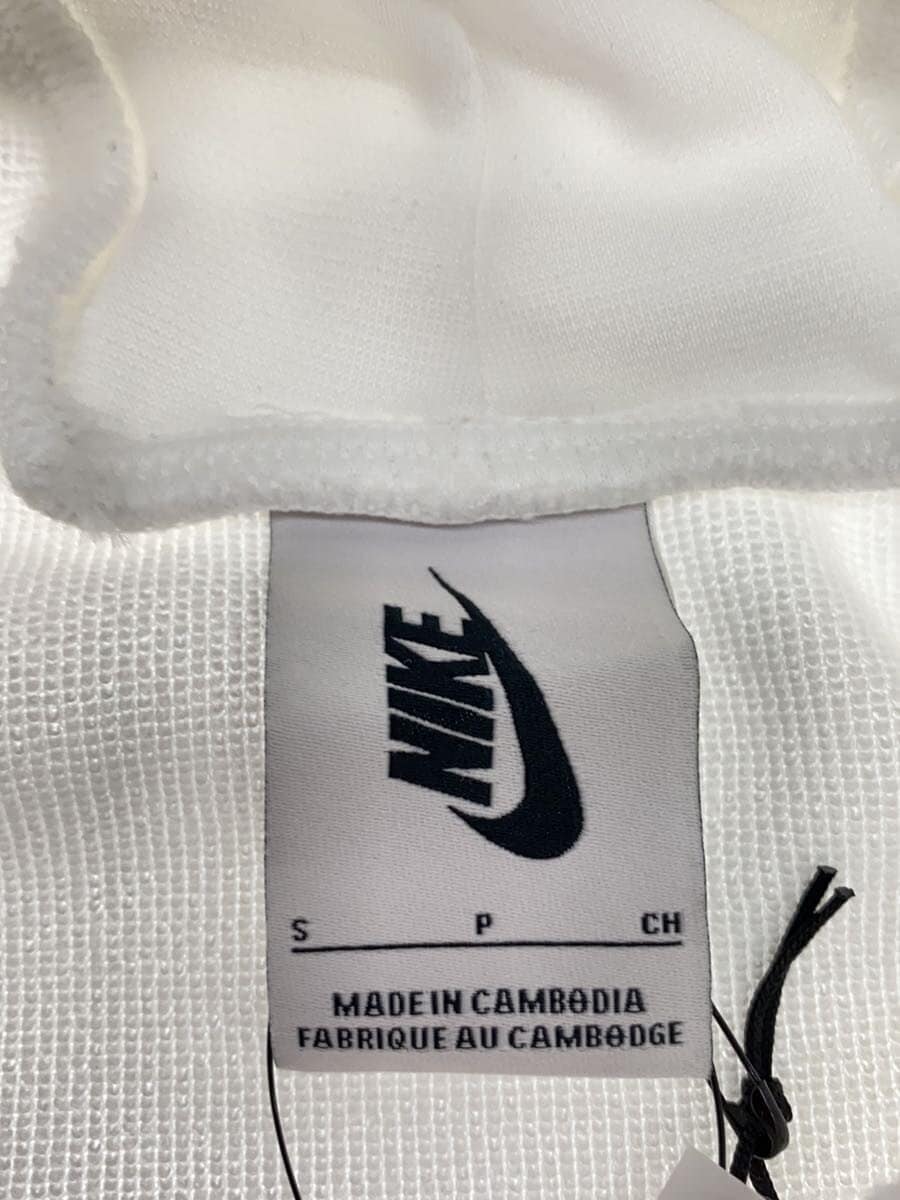 NIKE
S P CH
MADE IN CAMBODIA
FABRIQUE AU CAMBODGE